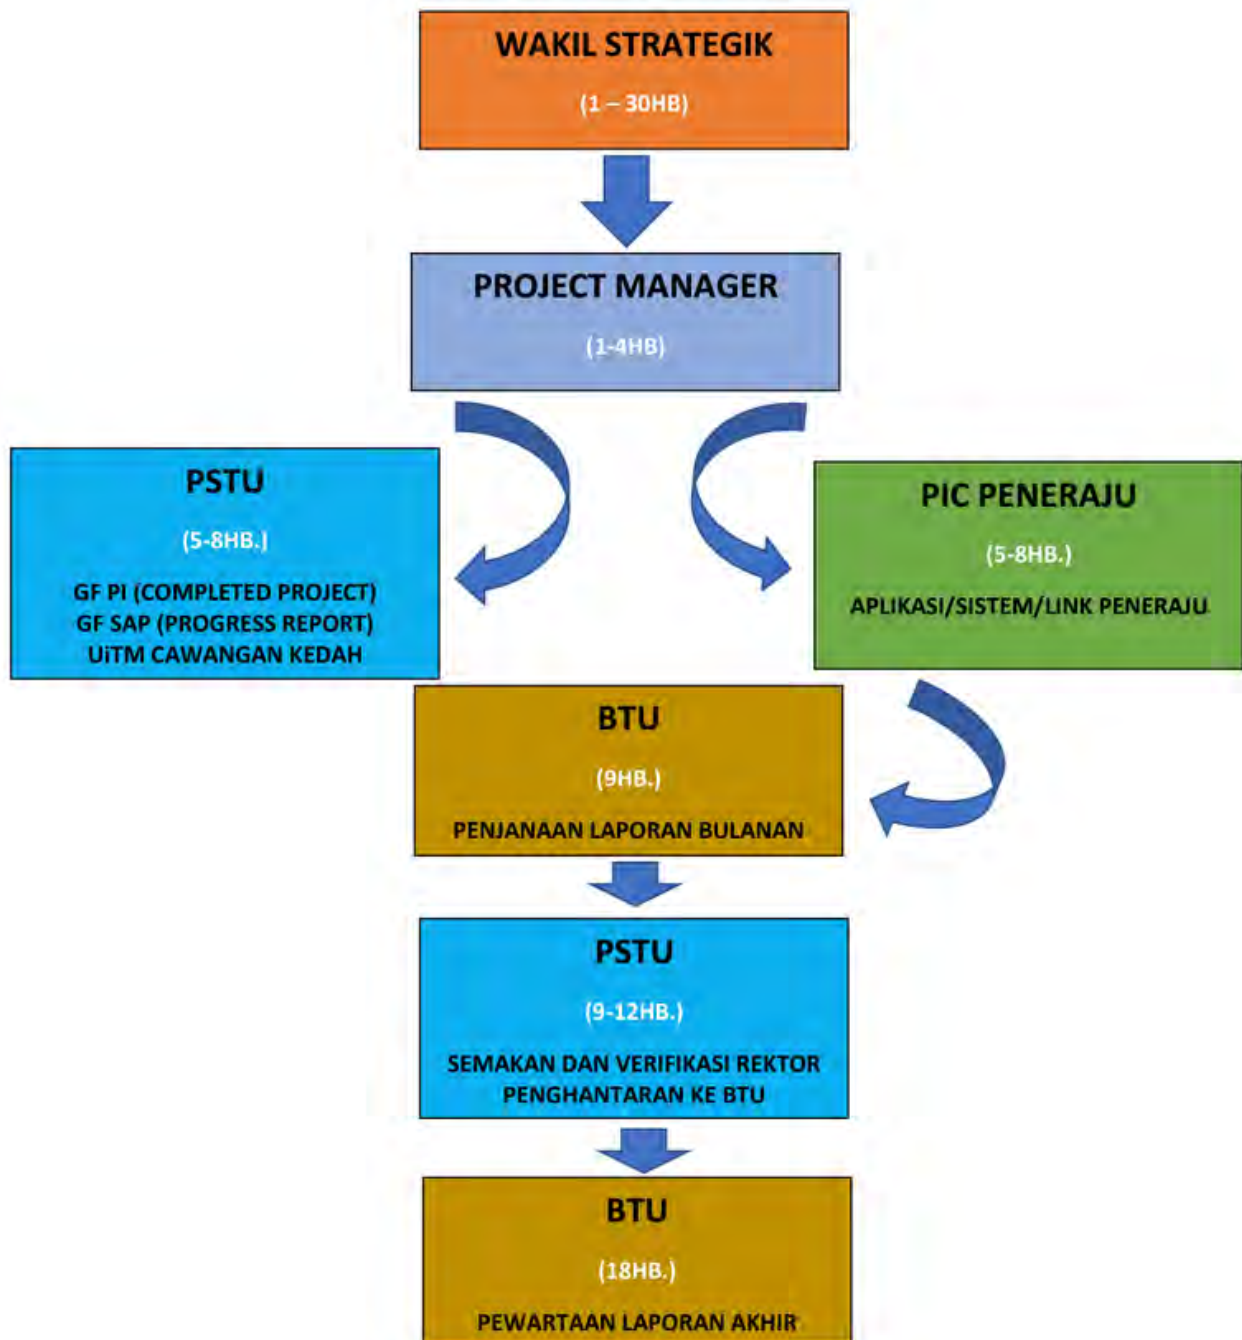 WAKIL STRATEGIK
(1 – 30HB)
PROJECT MANAGER
(1-4HB)
PSTU
(5-8HB.)
GF PI (COMPLETED PROJECT)
GF SAP (PROGRESS REPORT)
UiTM CAWANGAN KEDAH
PIC PENERAJU
(5-8HB.)
APLIKASI/SISTEM/LINK PENERAJU
BTU
(9HB.)
PENJANAAN LAPORAN BULANAN
PSTU
(9-12HB.)
SEMAKAN DAN VERIFIKASI REKTOR
PENGHANTARAN KE BTU
BTU
(18HB.)
PEWARTAAN LAPORAN AKHIR